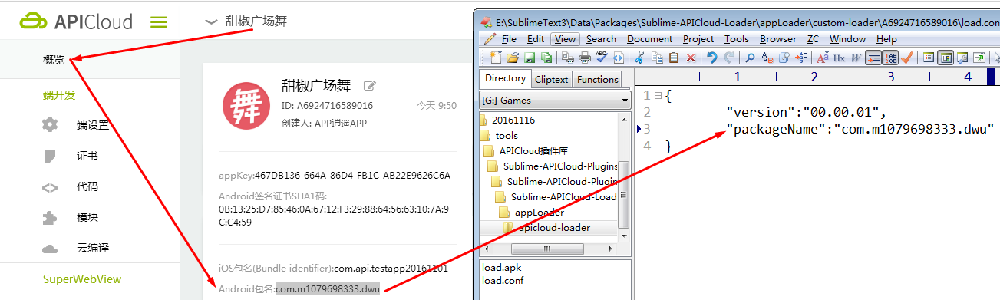 APICloud
甜椒广场舞
概览
端开发
端设置
证书
代码
模块
云编译
SuperWebView
舞
甜椒广场舞
ID: A6924716589016
今天 9:50
创建人: APP逍遥APP
appKey:467DB136-664A-86D4-FB1C-AB22E9626C6A
Android签名证书SHA1码:
0B:13:25:D7:85:46:0A:67:12:F3:29:88:64:56:63:10:7A:9
C:C4:59
iOS包名(Bundle identifier):com.api.testapp20161101
Android包名:com.m1079698333.dwu
E:\SublimeText3\Data\Packages\Sublime-APICloud-Loader\appLoader\custom-loader\A6924716589016\load.con
File Edit View Search Document Project Tools Browser ZC Window Help
Directory Cliptext Functions
[G:] Games
20161116
tools
APICloud插件库
Sublime-APICloud-Plugins
Sublime-APICloud-Plugin
Sublime-APICloud-Load
appLoader
apicloud-loader
load.apk
load.conf
----+----1----+----2----+----3----+----4--
1 {
2 "version":"00.00.01",
3 "packageName":"com.m1079698333.dwu"
4 }